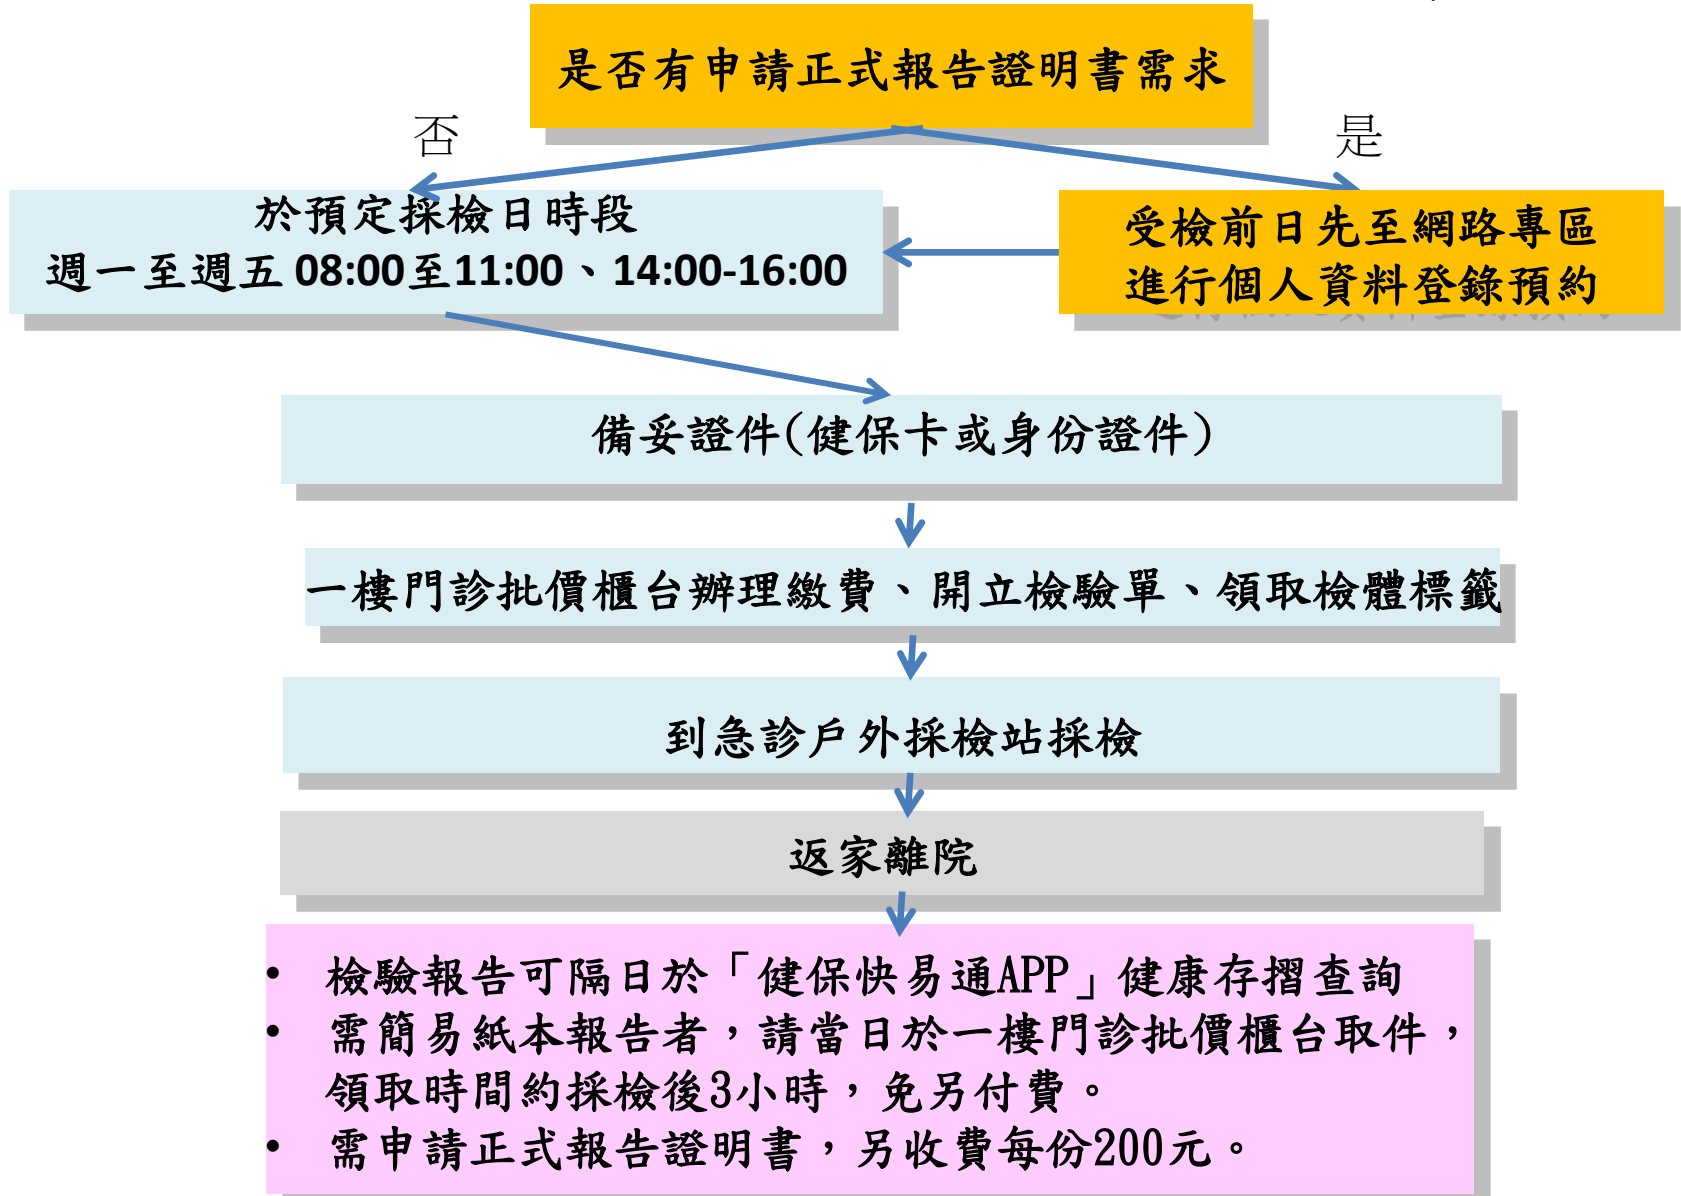 是否有申請正式報告證明書需求
否
是
於預定採檢日時段
週一至週五 08:00至11:00、14:00-16:00
受檢前日先至網路專區
進行個人資料登錄預約
備妥證件(健保卡或身份證件)
一樓門診批價櫃台辦理繳費、開立檢驗單、領取檢體標籤
到急診戶外採檢站採檢
返家離院
• 檢驗報告可隔日於「健保快易通APP」健康存摺查詢
• 需簡易紙本報告者，請當日於一樓門診批價櫃台取件，
領取時間約採檢後3小時，免另付費。
• 需申請正式報告證明書，另收費每份200元。